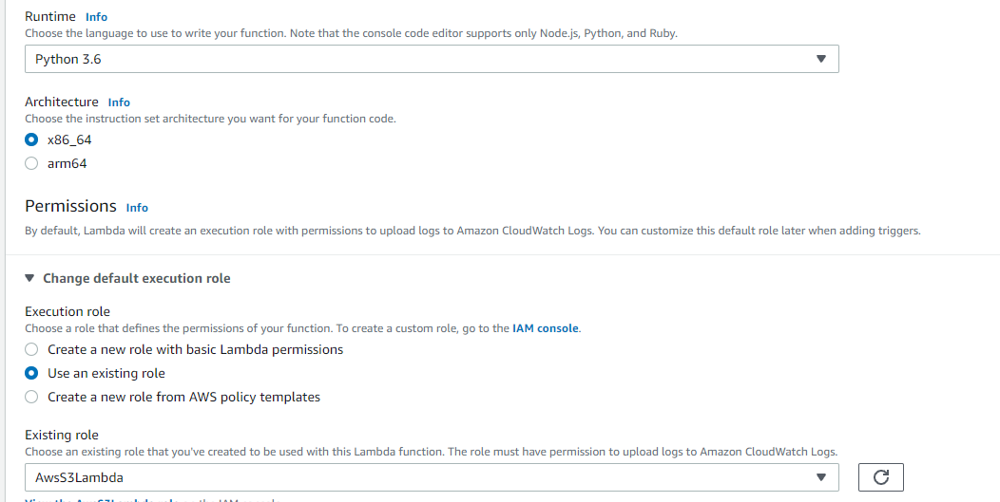 Runtime Info
Choose the language to use to write your function. Note that the console code editor supports only Node.js, Python, and Ruby.
Python 3.6
Architecture Info
Choose the instruction set architecture you want for your function code.
x86_64
arm64
Permissions Info
By default, Lambda will create an execution role with permissions to upload logs to Amazon CloudWatch Logs. You can customize this default role later when adding triggers.
Change default execution role
Execution role
Choose a role that defines the permissions of your function. To create a custom role, go to the IAM console.
Create a new role with basic Lambda permissions
Use an existing role
Create a new role from AWS policy templates
Existing role
Choose an existing role that you've created to be used with this Lambda function. The role must have permission to upload logs to Amazon CloudWatch Logs.
AwsS3Lambda